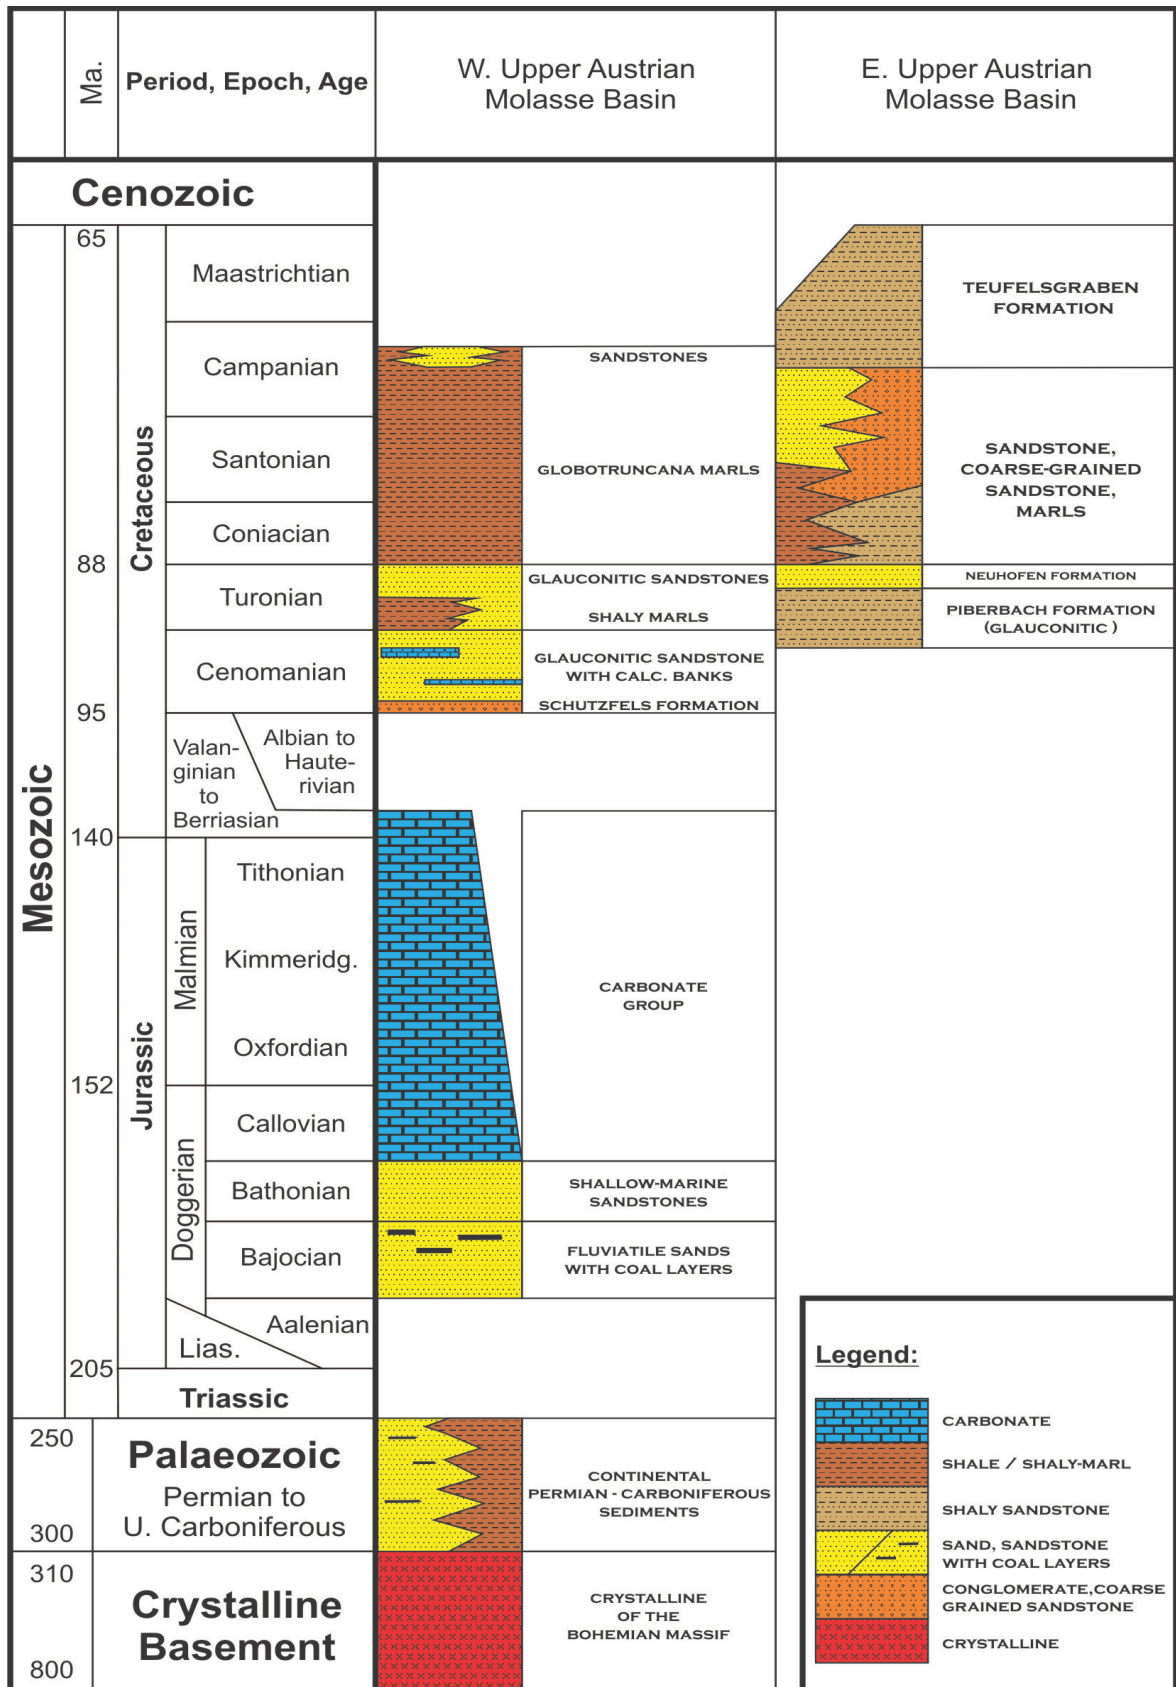 Ma.
Period, Epoch, Age
W. Upper Austrian
Molasse Basin
E. Upper Austrian
Molasse Basin
Cenozoic
Mesozoic
65
88
95
140
152
205
Cretaceous
Maastrichtian
Campanian
Santonian
Coniacian
Turonian
Cenomanian
Valan-
ginian
to
Berriasian
Albian to
Haute-
rivian
Jurassic
Malmian
Tithonian
Kimmeridg.
Oxfordian
Doggerian
Callovian
Bathonian
Bajocian
Aalenian
Lias.
Triassic
250
300
Palaeozoic
Permian to
U. Carboniferous
310
800
Crystalline
Basement
SANDSTONES
GLOBOTRUNCANA MARLS
GLAUCONITIC SANDSTONES
SHALY MARLS
GLAUCONITIC SANDSTONE
WITH CALC. BANKS
SCHUTZFELS FORMATION
CARBONATE
GROUP
SHALLOW-MARINE
SANDSTONES
FLUVIATILE SANDS
WITH COAL LAYERS
CONTINENTAL
PERMIAN - CARBONIFEROUS
SEDIMENTS
CRYSTALLINE
OF THE
BOHEMIAN MASSIF
TEUFELSGRABEN
FORMATION
SANDSTONE,
COARSE-GRAINED
SANDSTONE,
MARLS
NEUHOFEN FORMATION
PIBERBACH FORMATION
(GLAUCONITIC )
Legend:
CARBONATE
SHALE / SHALY-MARL
SHALY SANDSTONE
SAND, SANDSTONE
WITH COAL LAYERS
CONGLOMERATE,COARSE
GRAINED SANDSTONE
CRYSTALLINE